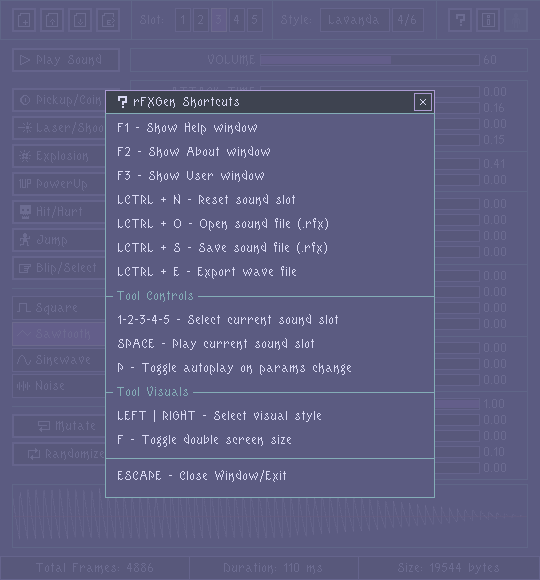 Slot: 1 2 3 4 5 Style: Lavanda 4/6
Play Sound VOLUME 60
rFXGen Shortcuts
F1 - Show Help window
F2 - Show About window
F3 - Show User window
LCTRL + N - Reset sound slot
LCTRL + O - Open sound file (.rfx)
LCTRL + S - Save sound file (.rfx)
LCTRL + E - Export wave file
Tool Controls
1-2-3-4-5 - Select current sound slot
SPACE - Play current sound slot
P - Toggle autoplay on params change
Tool Visuals
LEFT | RIGHT - Select visual style
F - Toggle double screen size
ESCAPE - Close Window/Exit
Pickup/Coin
Laser/Shoo
Explosion
PowerUp
Hit/Hurt
Jump
Blip/Select
Square
Sawtooth
Sinewave
Noise
Mutate
Randomize
0.00
0.16
0.00
0.15
0.41
0.00
0.00
0.00
0.00
0.00
0.00
0.00
0.00
0.00
0.00
1.00
0.00
0.00
0.10
0.00
Total Frames: 4886 Duration: 110 ms Size: 19544 bytes